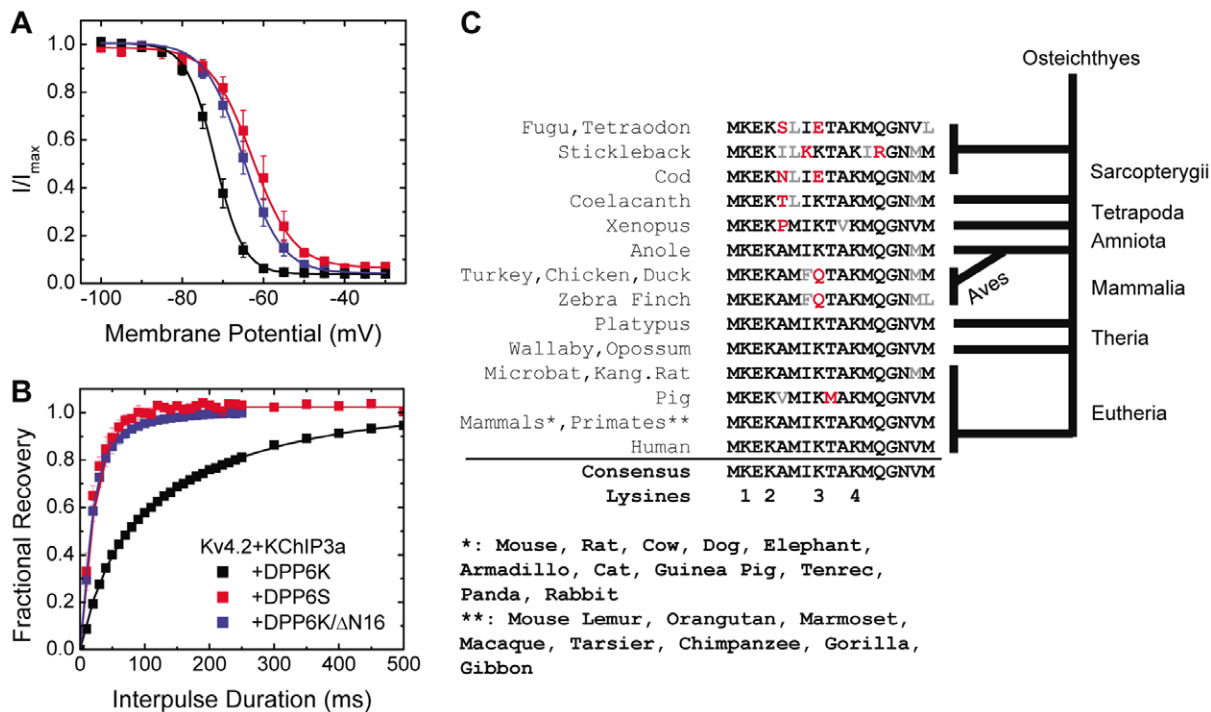 A
1.0
0.8
0.6
0.4
0.2
0.0
I/Imax
-100
-80
-60
-40
Membrane Potential (mV)
B
1.0
0.8
0.6
0.4
0.2
0.0
Fractional Recovery
Kv4.2+KChIP3a
+DPP6K
+DPP6S
+DPP6K/ΔN16
0
100
200
300
400
500
Interpulse Duration (ms)
C
Osteichthyes
Fugu,Tetraodon MKEKSLIETAKMQGNVL
Stickleback MKEKILKKTAKIRGNMM
Cod MKEKNLIETAKMQGNMM
Sarcopterygii
Coelacanth MKEKTLIKTAKMQGNVM
Tetrapoda
Xenopus MKEKPMIKTVKMQGNVM
Amniota
Anole MKEKAMIKTAKMQGNMM
Turkey,Chicken,Duck MKEKAMFQTAKMQGNMM
Aves
Mammalia
Zebra Finch MKEKAMFQTAKMQGNML
Platypus MKEKAMIKTAKMQGNVM
Theria
Wallaby,Opossum MKEKAMIKTAKMQGNVM
Microbat,Kang.Rat MKEKAMIKTAKMQGNMM
Pig MKEKVMIKMAKMQGNVM
Eutheria
Mammals*,Primates** MKEKAMIKTAKMQGNVM
Human MKEKAMIKTAKMQGNVM
Consensus MKEKAMIKTAKMQGNVM
Lysines 1 2 3 4
*: Mouse, Rat, Cow, Dog, Elephant,
Armadillo, Cat, Guinea Pig, Tenrec,
Panda, Rabbit
**: Mouse Lemur, Orangutan, Marmoset,
Macaque, Tarsier, Chimpanzee, Gorilla,
Gibbon